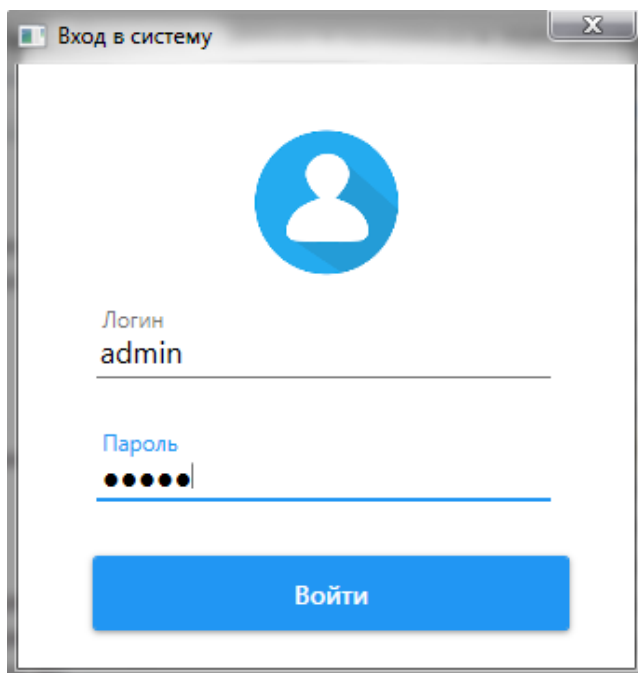 Вход в систему
Логин
admin
Пароль
●●●●●
Войти